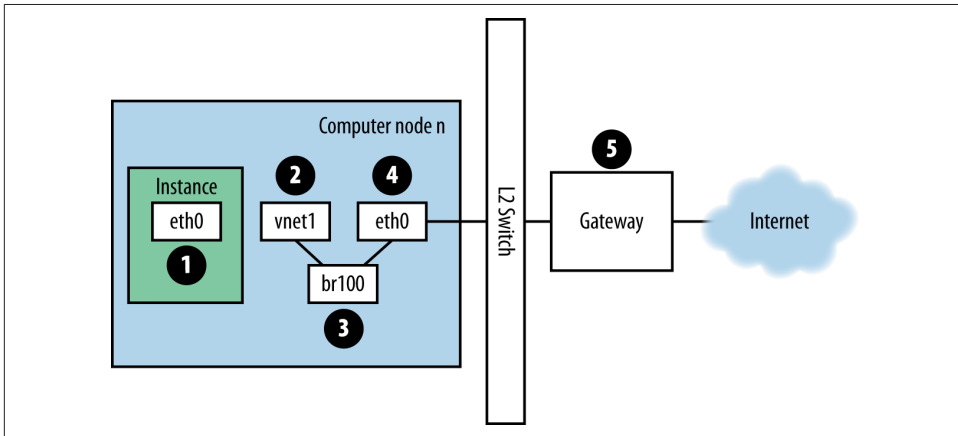 Computer node n
Instance
eth0
1
2
vnet1
4
eth0
br100
3
L2 Switch
5
Gateway
Internet